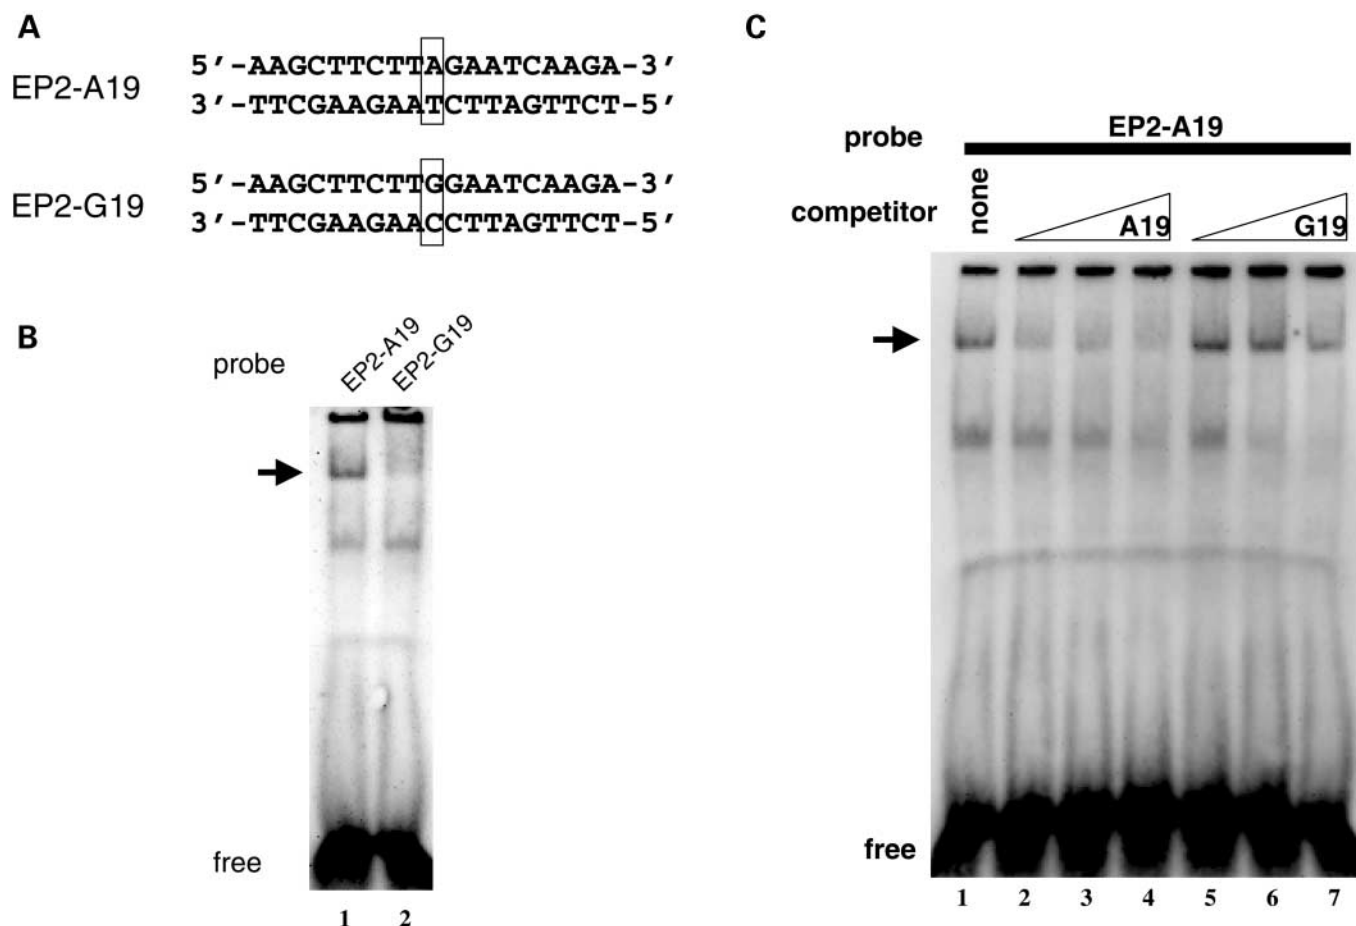 A
EP2-A19
5′-AAGCTTCTTAGAATCAAGA-3′
3′-TTCGAAGAATCTTAGTTCT-5′
EP2-G19
5′-AAGCTTCTTGGAATCAAGA-3′
3′-TTCGAAGAACCTTAGTTCT-5′
B
probe
EP2-A19
EP2-G19
free
1 2
C
probe
EP2-A19
competitor
none
A19
G19
free
1 2 3 4 5 6 7